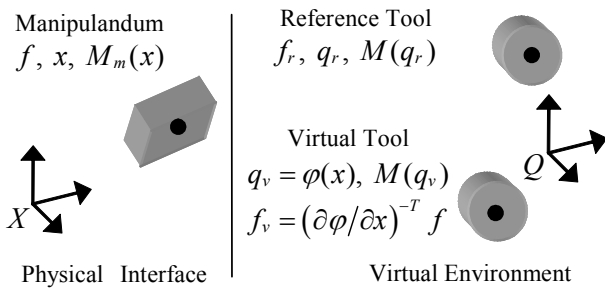 Manipulandum
f, x, M_m(x)
X
Physical Interface
Reference Tool
f_r, q_r, M(q_r)
Virtual Tool
q_v = φ(x), M(q_v)
f_v = (∂φ/∂x)^{-T} f
Q
Virtual Environment